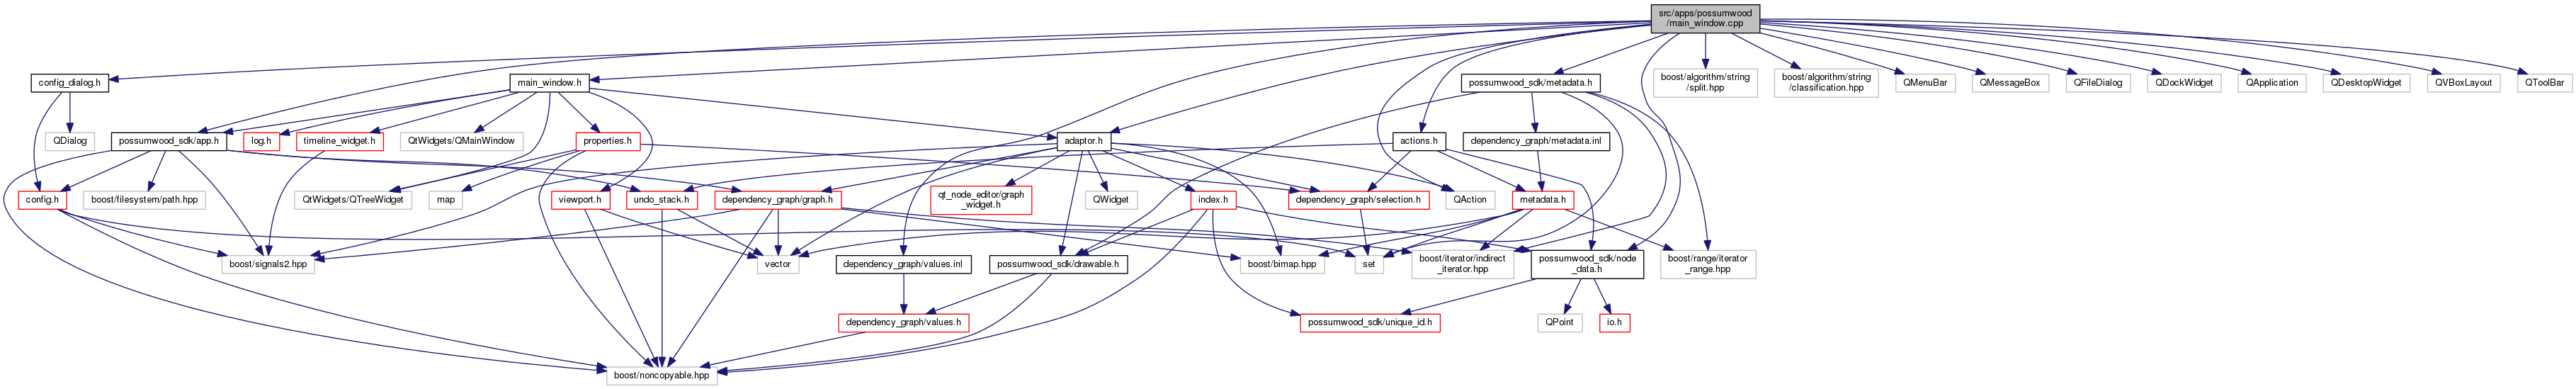 src/apps/possumwood
/main_window.cpp
config_dialog.h
main_window.h
possumwood_sdk/metadata.h
boost/algorithm/string
/split.hpp
boost/algorithm/string
/classification.hpp
QMenuBar
QMessageBox
QFileDialog
QDockWidget
QApplication
QDesktopWidget
QVBoxLayout
QToolBar
QDialog
possumwood_sdk/app.h
log.h
timeline_widget.h
QtWidgets/QMainWindow
properties.h
adaptor.h
actions.h
dependency_graph/metadata.inl
config.h
boost/filesystem/path.hpp
QtWidgets/QTreeWidget
map
viewport.h
undo_stack.h
dependency_graph/graph.h
qt_node_editor/graph
_widget.h
QWidget
index.h
dependency_graph/selection.h
QAction
metadata.h
boost/signals2.hpp
vector
dependency_graph/values.inl
possumwood_sdk/drawable.h
boost/bimap.hpp
set
boost/iterator/indirect
_iterator.hpp
possumwood_sdk/node
_data.h
boost/range/iterator
_range.hpp
dependency_graph/values.h
possumwood_sdk/unique_id.h
QPoint
io.h
boost/noncopyable.hpp